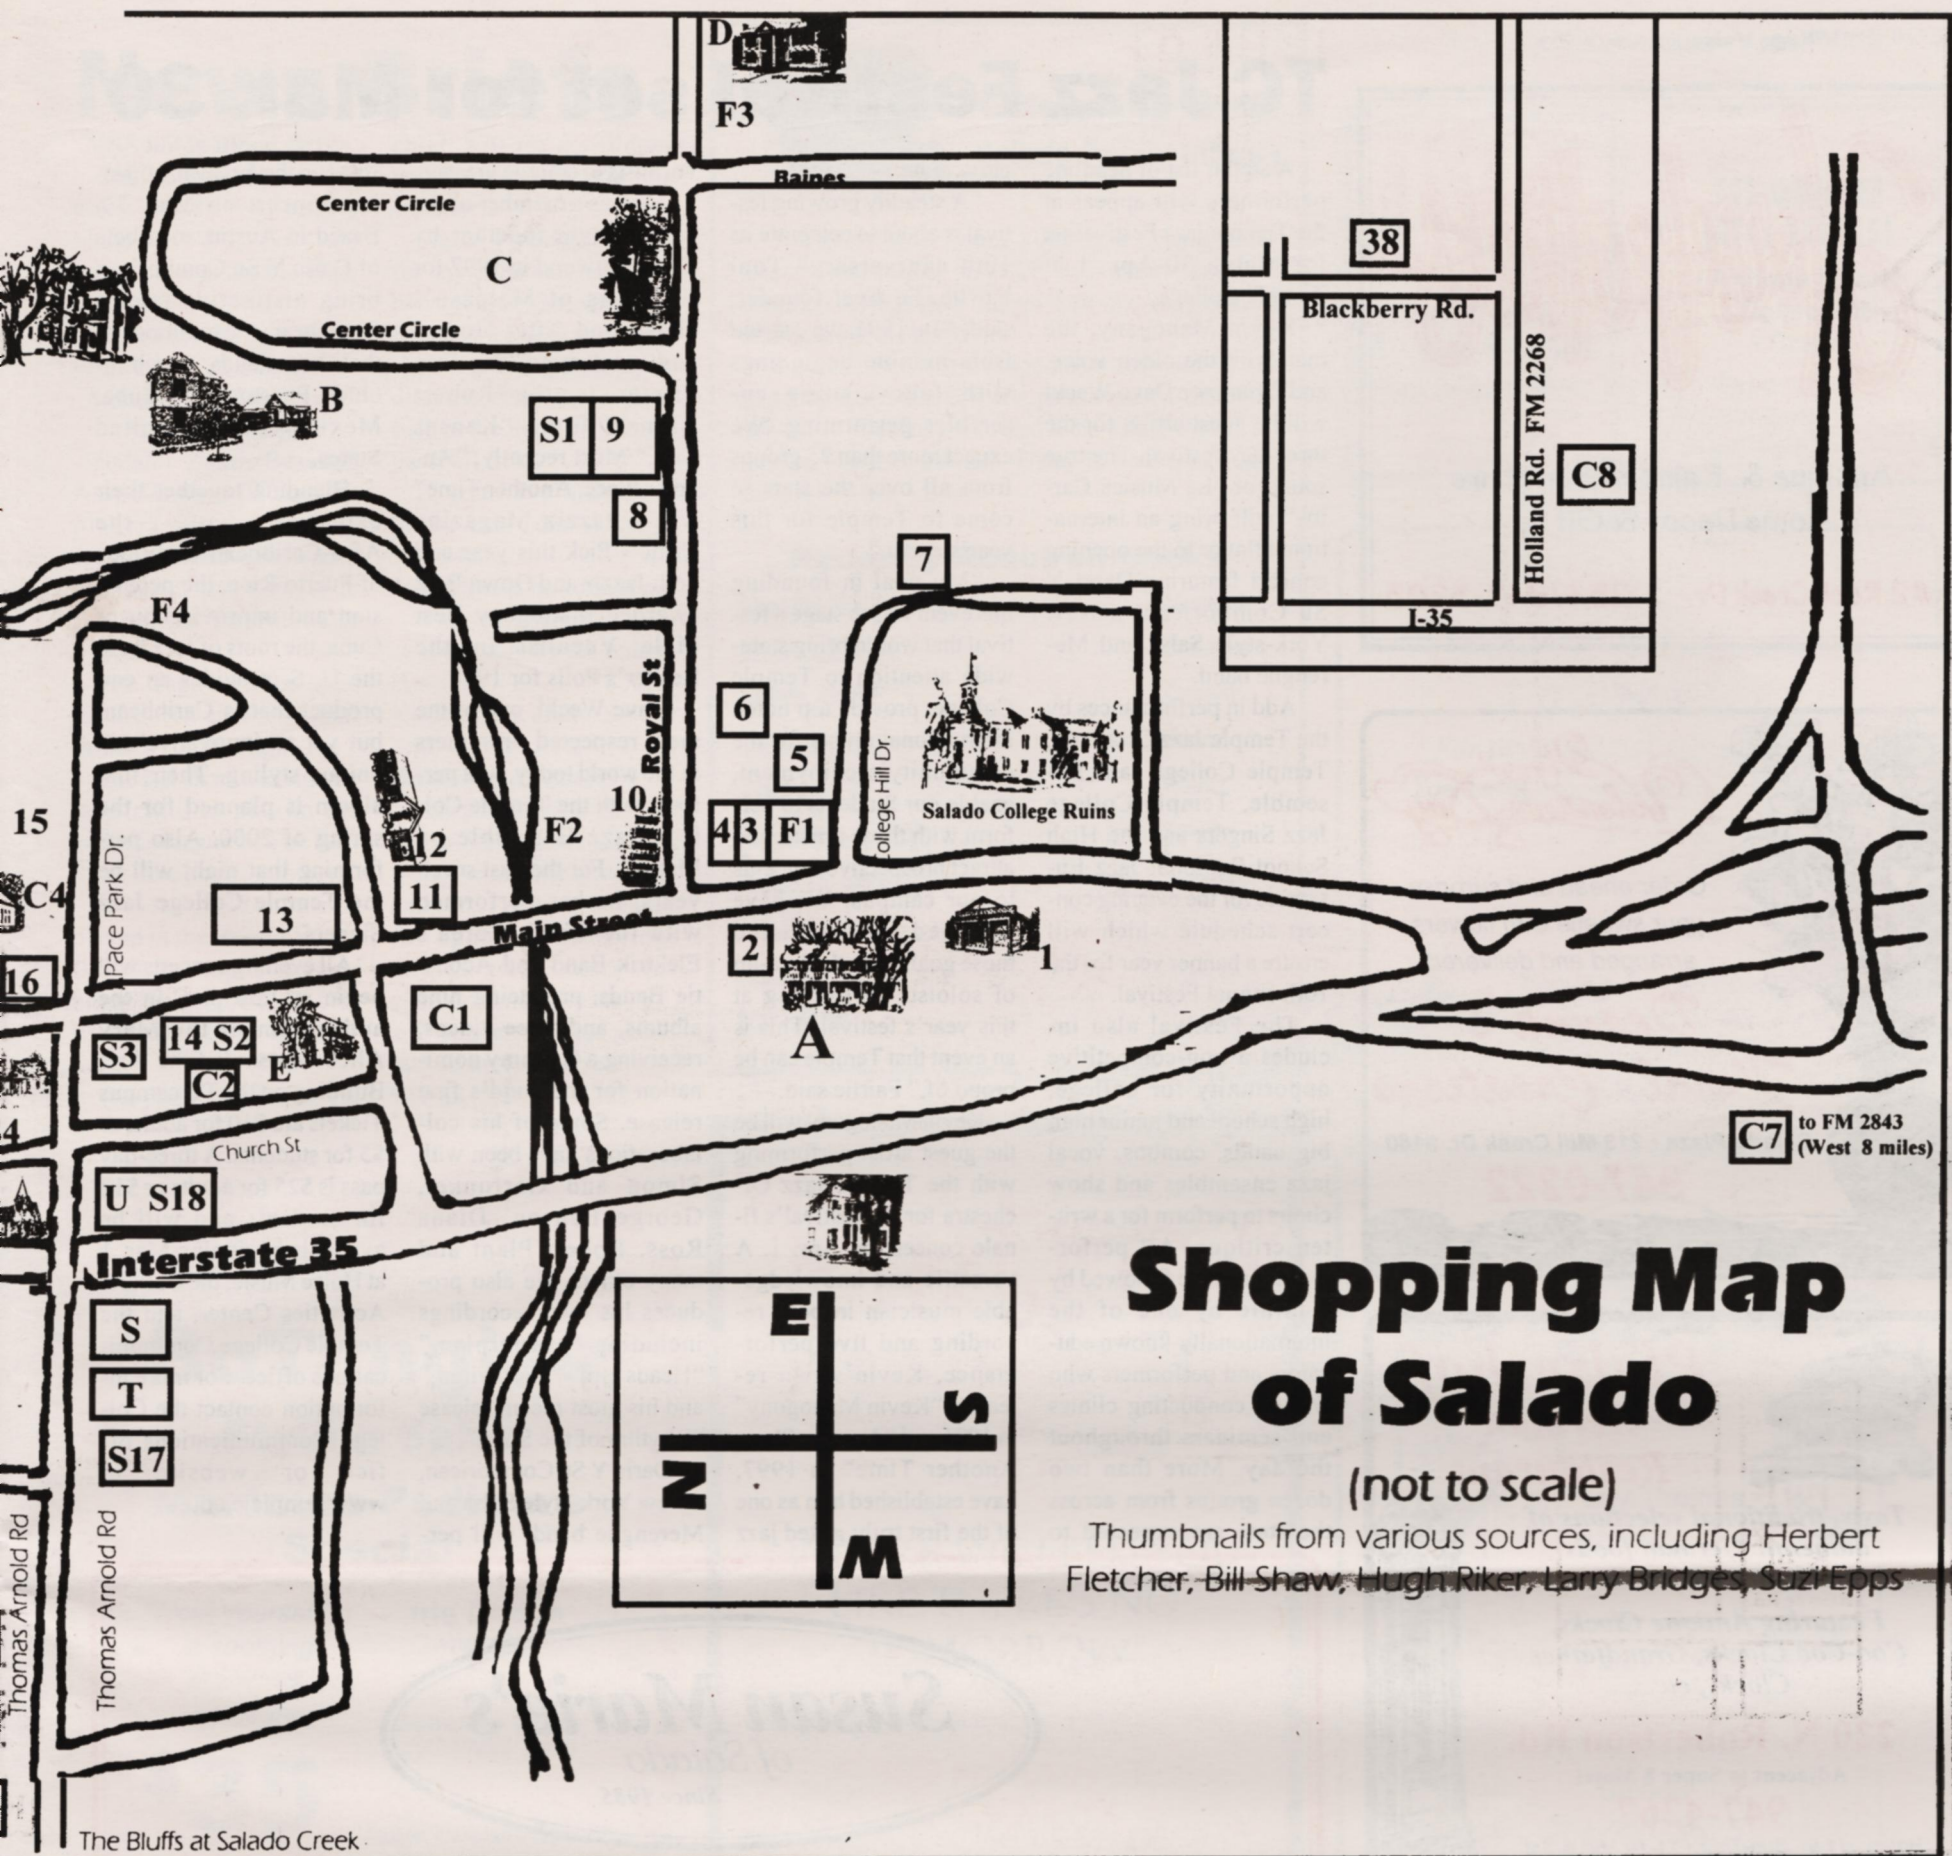 D
F3
Baines
Center Circle
C
38
Center Circle
Blackberry Rd.
B
Holland Rd. FM 2268
S1 9
C8
8
7
F4
I-35
Royal St
6
5
College Hill Dr.
10
15
F2
4 3 F1
Salado College Ruins
12
Pace Park Dr.
C4
11
13
Main Street
2
1
16
C1
14 S2
S3
A
E
C2
4
C7 to FM 2843
(West 8 miles)
Church St
U S18
Interstate 35
Shopping Map
of Salado
(not to scale)
Thumbnails from various sources, including Herbert
Fletcher, Bill Shaw, Hugh Riker, Larry Bridges, Suzi Epps
S
T
S17
E
S
N
W
Thomas Arnold Rd
Thomas Arnold Rd
The Bluffs at Salado Creek